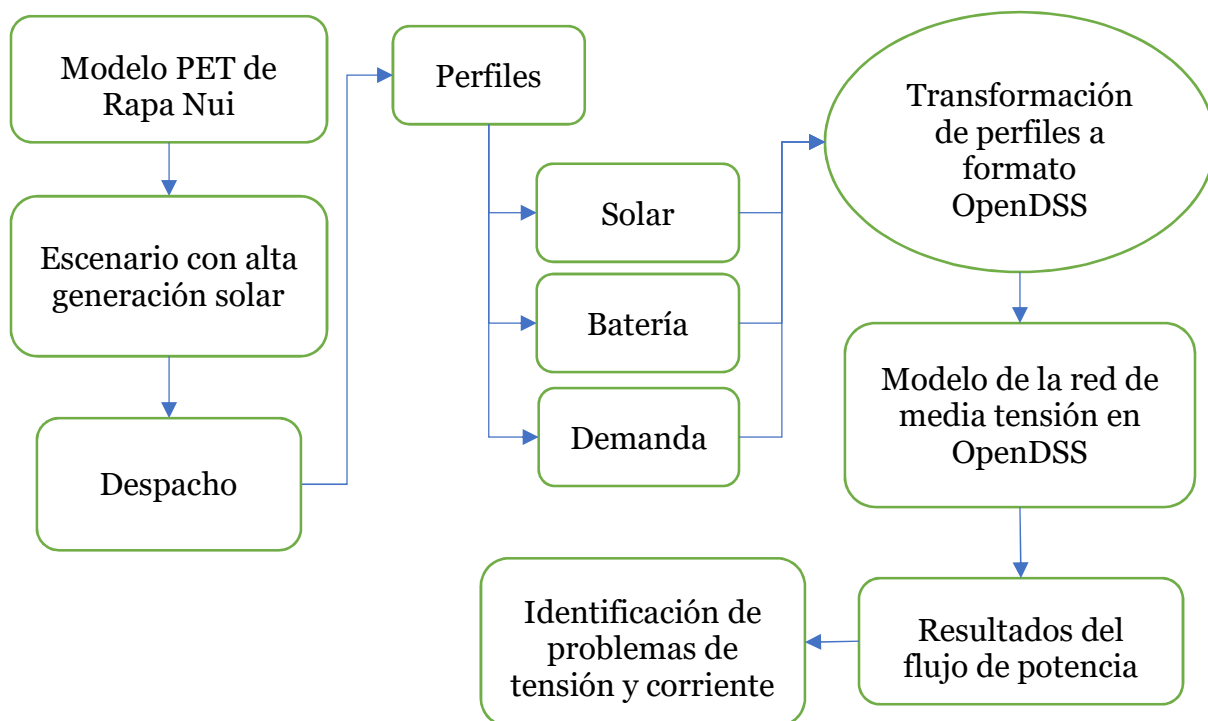 Modelo PET de
Rapa Nui
Escenario con alta
generación solar
Despacho
Perfiles
Solar
Batería
Demanda
Transformación
de perfiles a
formato
OpenDSS
Modelo de la red de
media tensión en
OpenDSS
Resultados del
flujo de potencia
Identificación de
problemas de
tensión y corriente